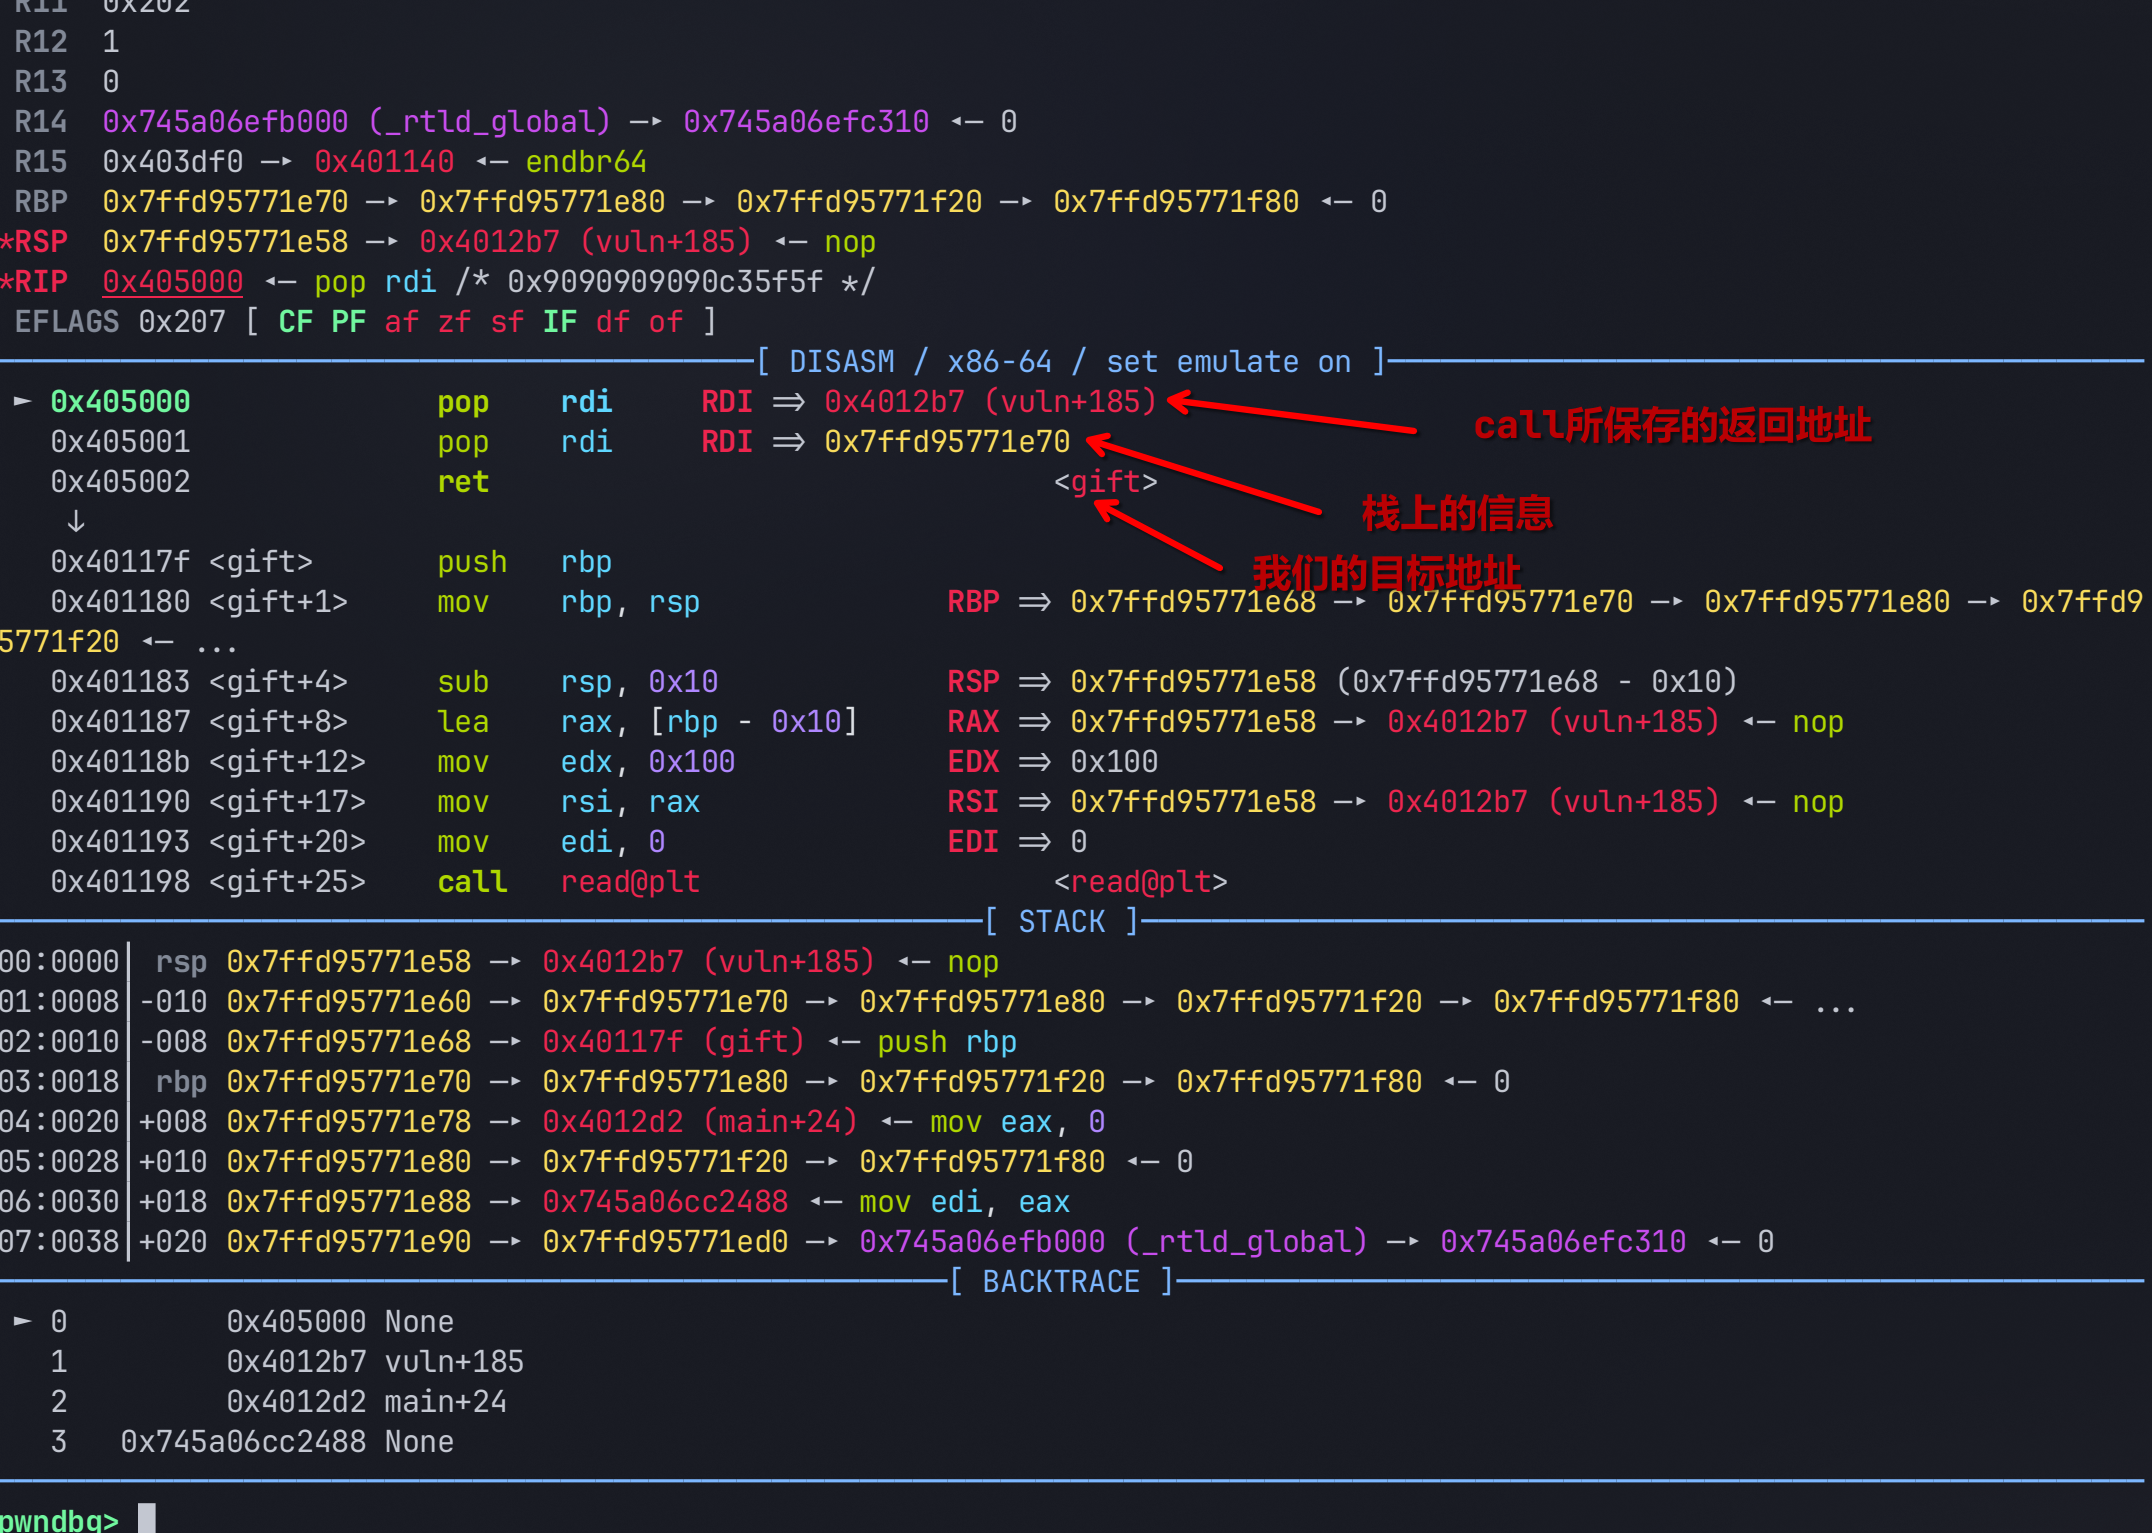 R11  0x202
R12  1
R13  0
R14  0x745a06efb000 (_rtld_global) —▸ 0x745a06efc310 ◂— 0
R15  0x403df0 —▸ 0x401140 ◂— endbr64
RBP  0x7ffd95771e70 —▸ 0x7ffd95771e80 —▸ 0x7ffd95771f20 —▸ 0x7ffd95771f80 ◂— 0
*RSP  0x7ffd95771e58 —▸ 0x4012b7 (vuln+185) ◂— nop
*RIP  0x405000 ◂— pop rdi /* 0x9090909090c35f5f */
EFLAGS 0x207 [ CF PF af zf sf IF df of ]
[ DISASM / x86-64 / set emulate on ]
► 0x405000 pop rdi RDI => 0x4012b7 (vuln+185)
call所保存的返回地址
0x405001 pop rdi RDI => 0x7ffd95771e70
0x405002 ret <gift>
栈上的信息
↓
我们的目标地址
0x40117f <gift> push rbp
0x401180 <gift+1> mov rbp, rsp RBP => 0x7ffd95771e68 —▸ 0x7ffd95771e70 —▸ 0x7ffd95771e80 —▸ 0x7ffd9
5771f20 ◂— ...
0x401183 <gift+4> sub rsp, 0x10 RSP => 0x7ffd95771e58 (0x7ffd95771e68 - 0x10)
0x401187 <gift+8> lea rax, [rbp - 0x10] RAX => 0x7ffd95771e58 —▸ 0x4012b7 (vuln+185) ◂— nop
0x40118b <gift+12> mov edx, 0x100 EDX => 0x100
0x401190 <gift+17> mov rsi, rax RSI => 0x7ffd95771e58 —▸ 0x4012b7 (vuln+185) ◂— nop
0x401193 <gift+20> mov edi, 0 EDI => 0
0x401198 <gift+25> call read@plt <read@plt>
[ STACK ]
00:0000│ rsp 0x7ffd95771e58 —▸ 0x4012b7 (vuln+185) ◂— nop
01:0008│-010 0x7ffd95771e60 —▸ 0x7ffd95771e70 —▸ 0x7ffd95771e80 —▸ 0x7ffd95771f20 —▸ 0x7ffd95771f80 ◂— ...
02:0010│-008 0x7ffd95771e68 —▸ 0x40117f (gift) ◂— push rbp
03:0018│ rbp 0x7ffd95771e70 —▸ 0x7ffd95771e80 —▸ 0x7ffd95771f20 —▸ 0x7ffd95771f80 ◂— 0
04:0020│+008 0x7ffd95771e78 —▸ 0x4012d2 (main+24) ◂— mov eax, 0
05:0028│+010 0x7ffd95771e80 —▸ 0x7ffd95771f20 —▸ 0x7ffd95771f80 ◂— 0
06:0030│+018 0x7ffd95771e88 —▸ 0x745a06cc2488 ◂— mov edi, eax
07:0038│+020 0x7ffd95771e90 —▸ 0x7ffd95771ed0 —▸ 0x745a06efb000 (_rtld_global) —▸ 0x745a06efc310 ◂— 0
[ BACKTRACE ]
► 0 0x405000 None
1 0x4012b7 vuln+185
2 0x4012d2 main+24
3 0x745a06cc2488 None
pwndbg>